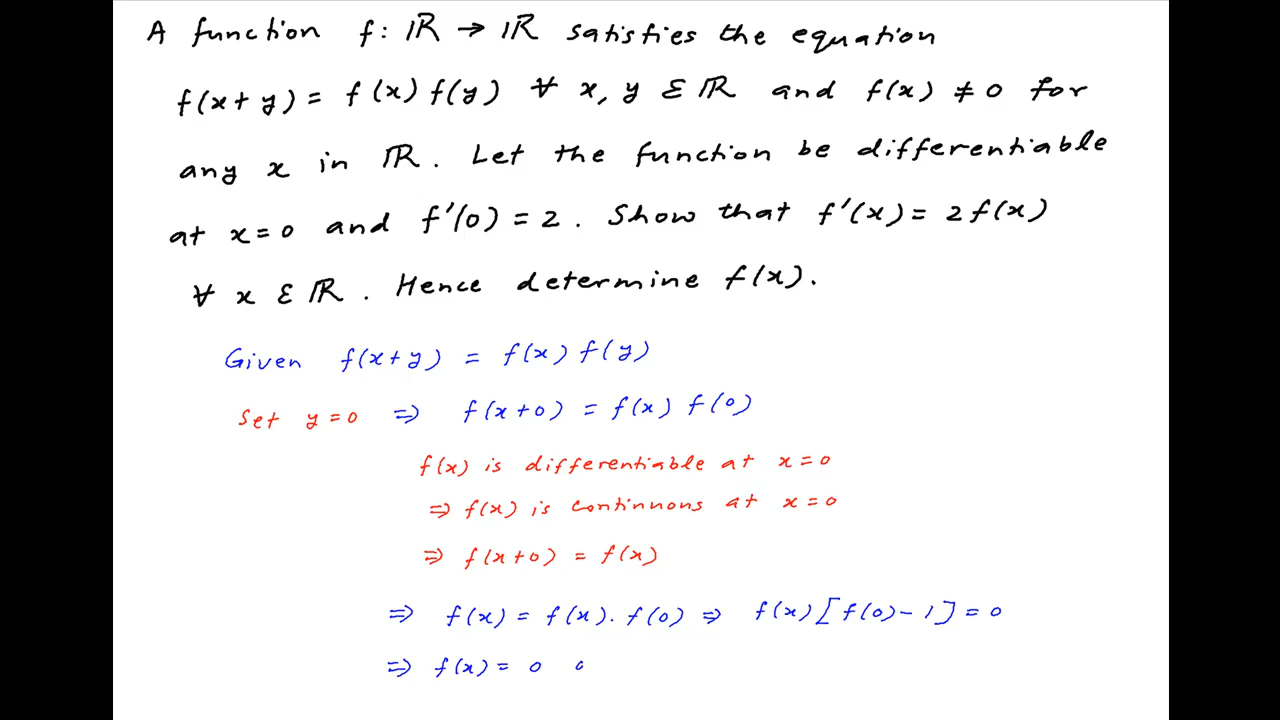 A function f: ℝ → ℝ satisfies the equation
f(x+y) = f(x) f(y) ∀ x, y ε ℝ and f(x) ≠ 0 for
any x in ℝ. Let the function be differentiable
at x=0 and f'(0) = 2. Show that f'(x) = 2f(x)
∀ x ε ℝ. Hence determine f(x).
Given f(x+y) = f(x) f(y)
Set y=0 ⇒ f(x+0) = f(x) f(0)
f(x) is differentiable at x=0
⇒ f(x) is continuous at x=0
⇒ f(x+0) = f(x)
⇒ f(x) = f(x). f(0) ⇒ f(x)[f(0)-1] = 0
⇒ f(x) = 0 o